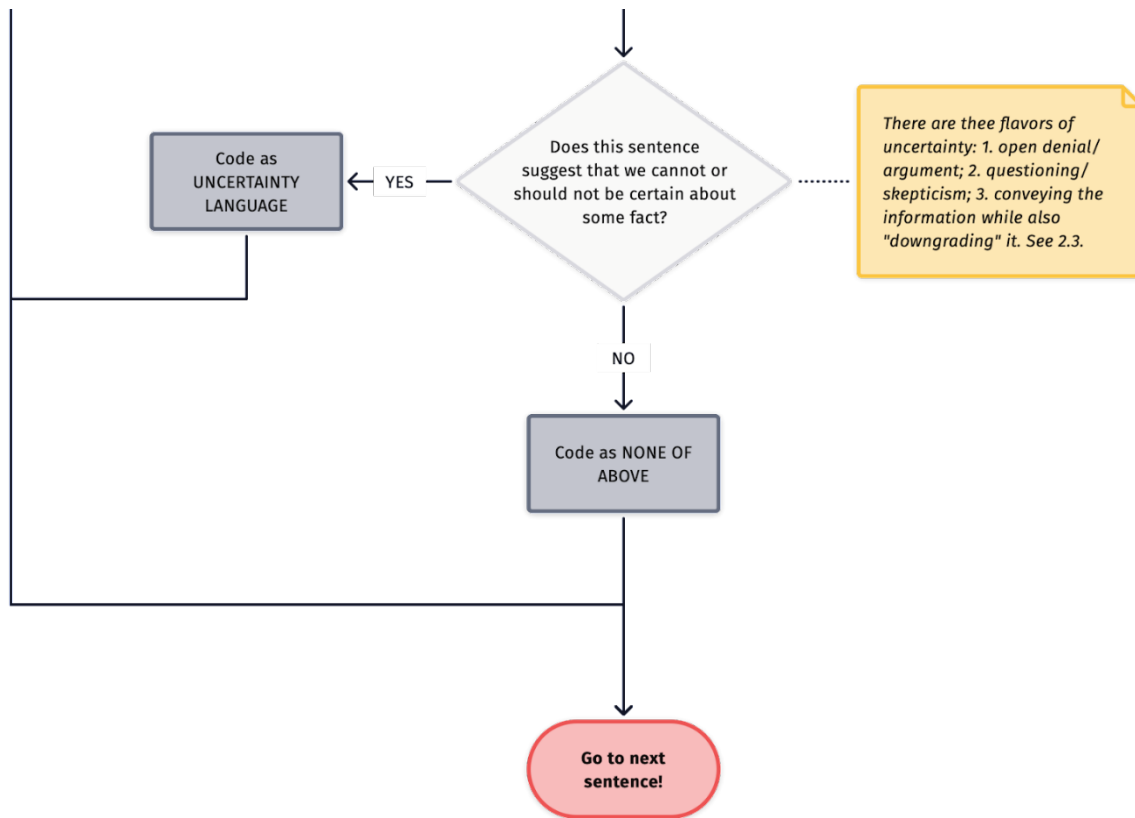 Does this sentence
suggest that we cannot or
should not be certain about
some fact?
YES
Code as
UNCERTAINTY
LANGUAGE
There are thee flavors of
uncertainty: 1. open denial/
argument; 2. questioning/
skepticism; 3. conveying the
information while also
"downgrading" it. See 2.3.
NO
Code as NONE OF
ABOVE
Go to next
sentence!